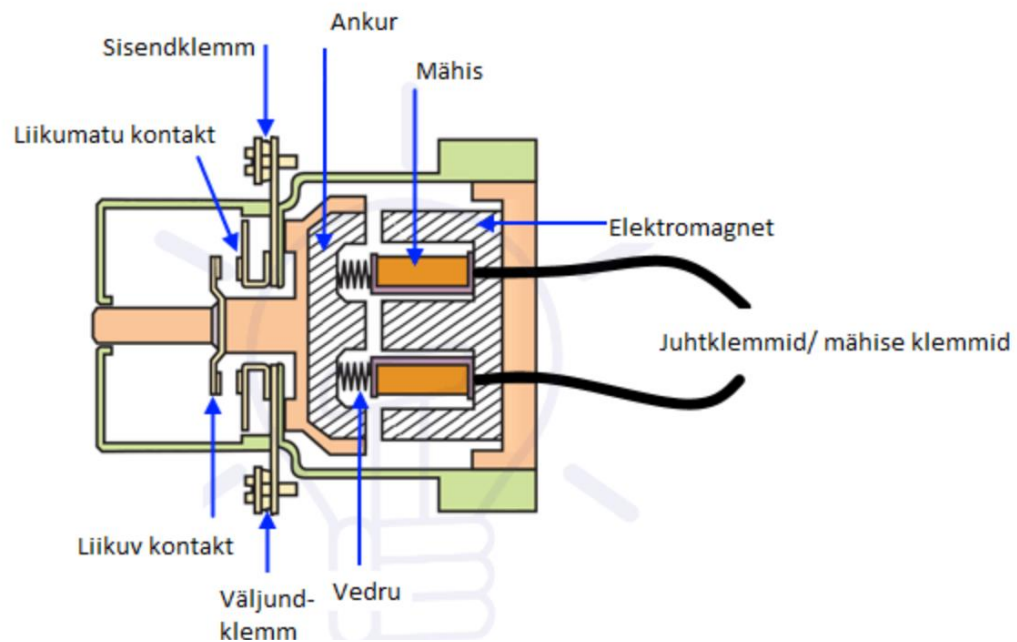 Ankur
Sisendklemm
Mähis
Liikumatu kontakt
Elektromagnet
Juhtklemmid/ mähise klemmid
Liikuv kontakt
Vedru
Väljund-
klemm